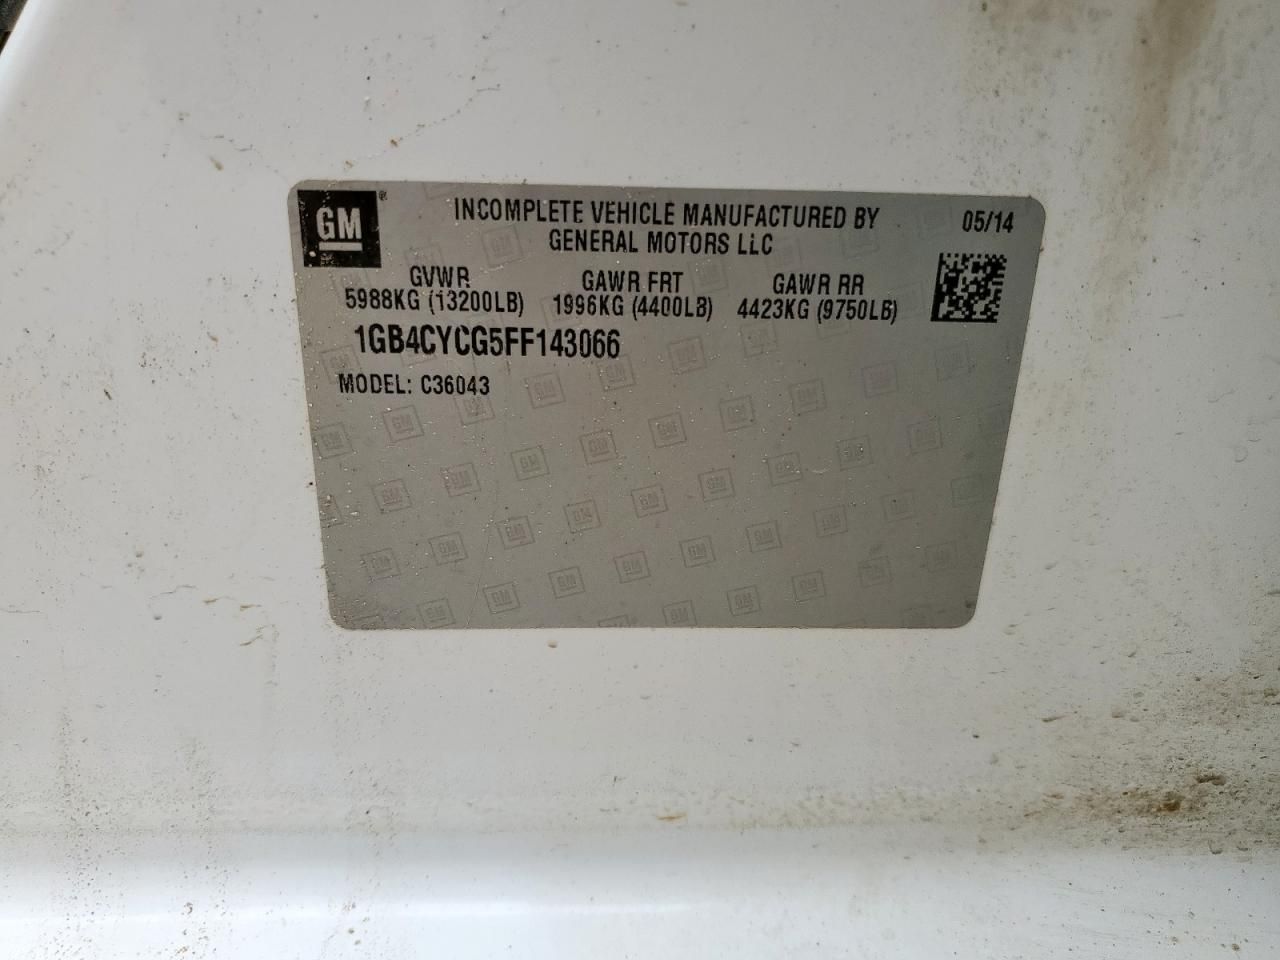 GM ®
INCOMPLETE VEHICLE MANUFACTURED BY
GENERAL MOTORS LLC
05/14
GVWR GAWR FRT GAWR RR
5988KG (13200LB) 1996KG (4400LB) 4423KG (9750LB)
1GB4CYCG5FF143066
MODEL: C36043